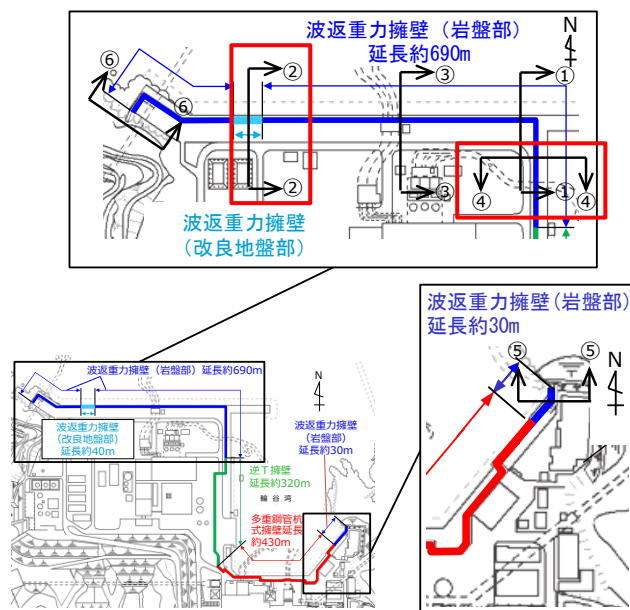 波返重力擁壁（岩盤部）
延長約690m
N
⑥
⑥
②
②
③
③
①
①
④
④
波返重力擁壁
（改良地盤部）
波返重力擁壁(岩盤部)
延長約30m
⑤
⑤
N
波返重力擁壁（岩盤部）延長約690m
N
波返重力擁壁
(改良地盤部)
延長約40m
波返重力擁壁
(岩盤部)
延長約30m
逆T擁壁
延長約320m
輪谷湾
多重鋼管杭
式擁壁延長
約430m